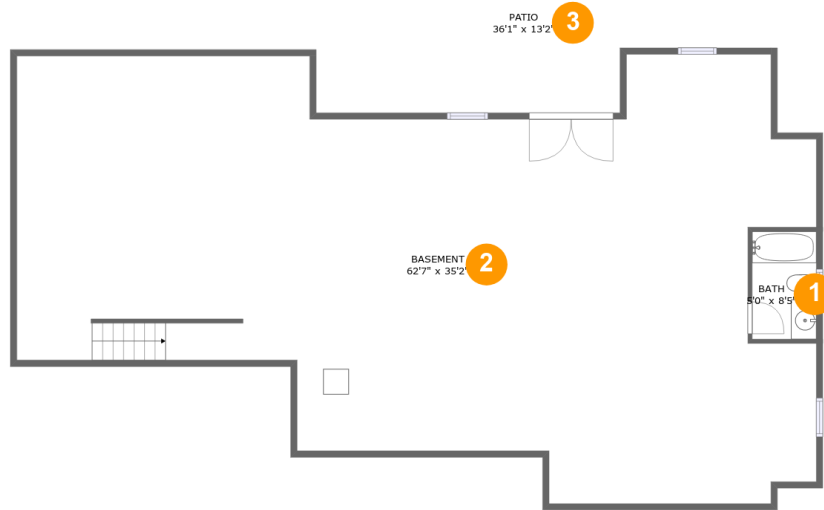 PATIO
36'1" x 13'2"
3
BASEMENT
62'7" x 35'2"
2
BATH
5'0" x 8'5"
1